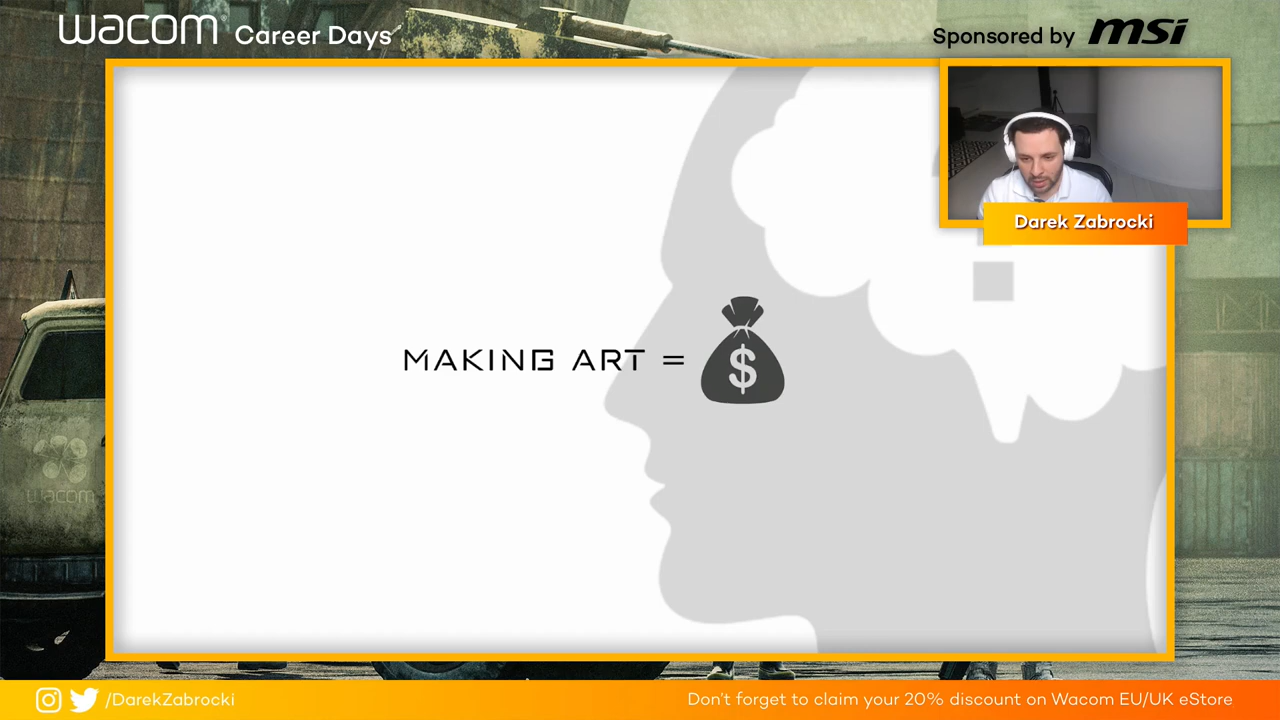 wacom Career Days
Sponsored by msi
Darek Zabrocki
MAKING ART = $
wacom
/DarekZabrocki
Don't forget to claim your 20% discount on Wacom EU/UK eStore